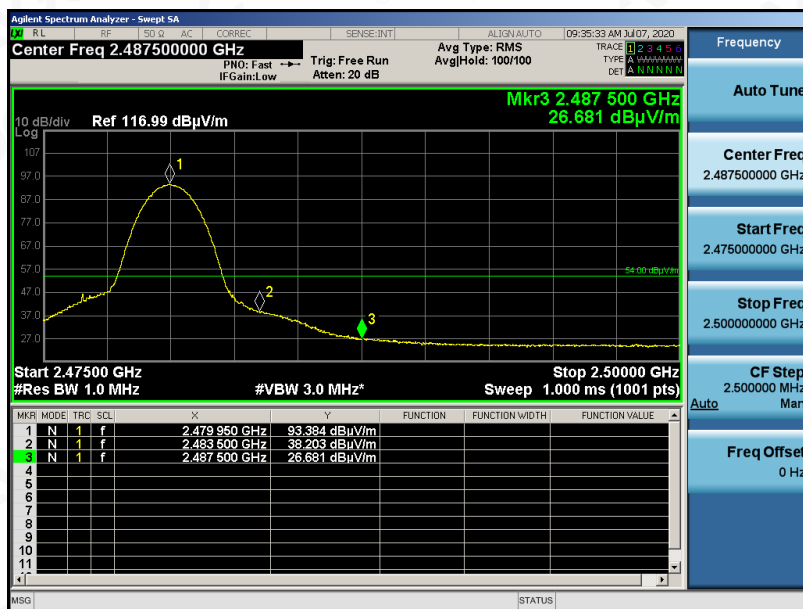 Agilent Spectrum Analyzer - Swept SA
LXI RL RF 50 Ω AC CORREC SENSE:INT ALIGN AUTO 09:35:33 AM Jul 07, 2020
Center Freq 2.487500000 GHz
PNO: Fast
IFGain:Low
Trig: Free Run
Atten: 20 dB
Avg Type: RMS
Avg|Hold: 100/100
TRACE 1 2 3 4 5 6
TYPE A WWWWW
DET A N N N N N
Mkr3 2.487 500 GHz
26.681 dBµV/m
10 dB/div Ref 116.99 dBµV/m
Log
107
97.0
87.0
77.0
67.0
57.0
47.0
37.0
27.0
1
2
3
54.00 dBµV/m
Start 2.47500 GHz Stop 2.50000 GHz
#Res BW 1.0 MHz #VBW 3.0 MHz* Sweep 1.000 ms (1001 pts)
MKR MODE TRC SCL X Y FUNCTION FUNCTION WIDTH FUNCTION VALUE
1 N 1 f 2.479 950 GHz 93.384 dBµV/m
2 N 1 f 2.483 500 GHz 38.203 dBµV/m
3 N 1 f 2.487 500 GHz 26.681 dBµV/m
4
5
6
7
8
9
10
11
MSG STATUS
Frequency
Auto Tune
Center Freq
2.487500000 GHz
Start Freq
2.475000000 GHz
Stop Freq
2.500000000 GHz
CF Step
2.500000 MHz
Auto Man
Freq Offset
0 Hz